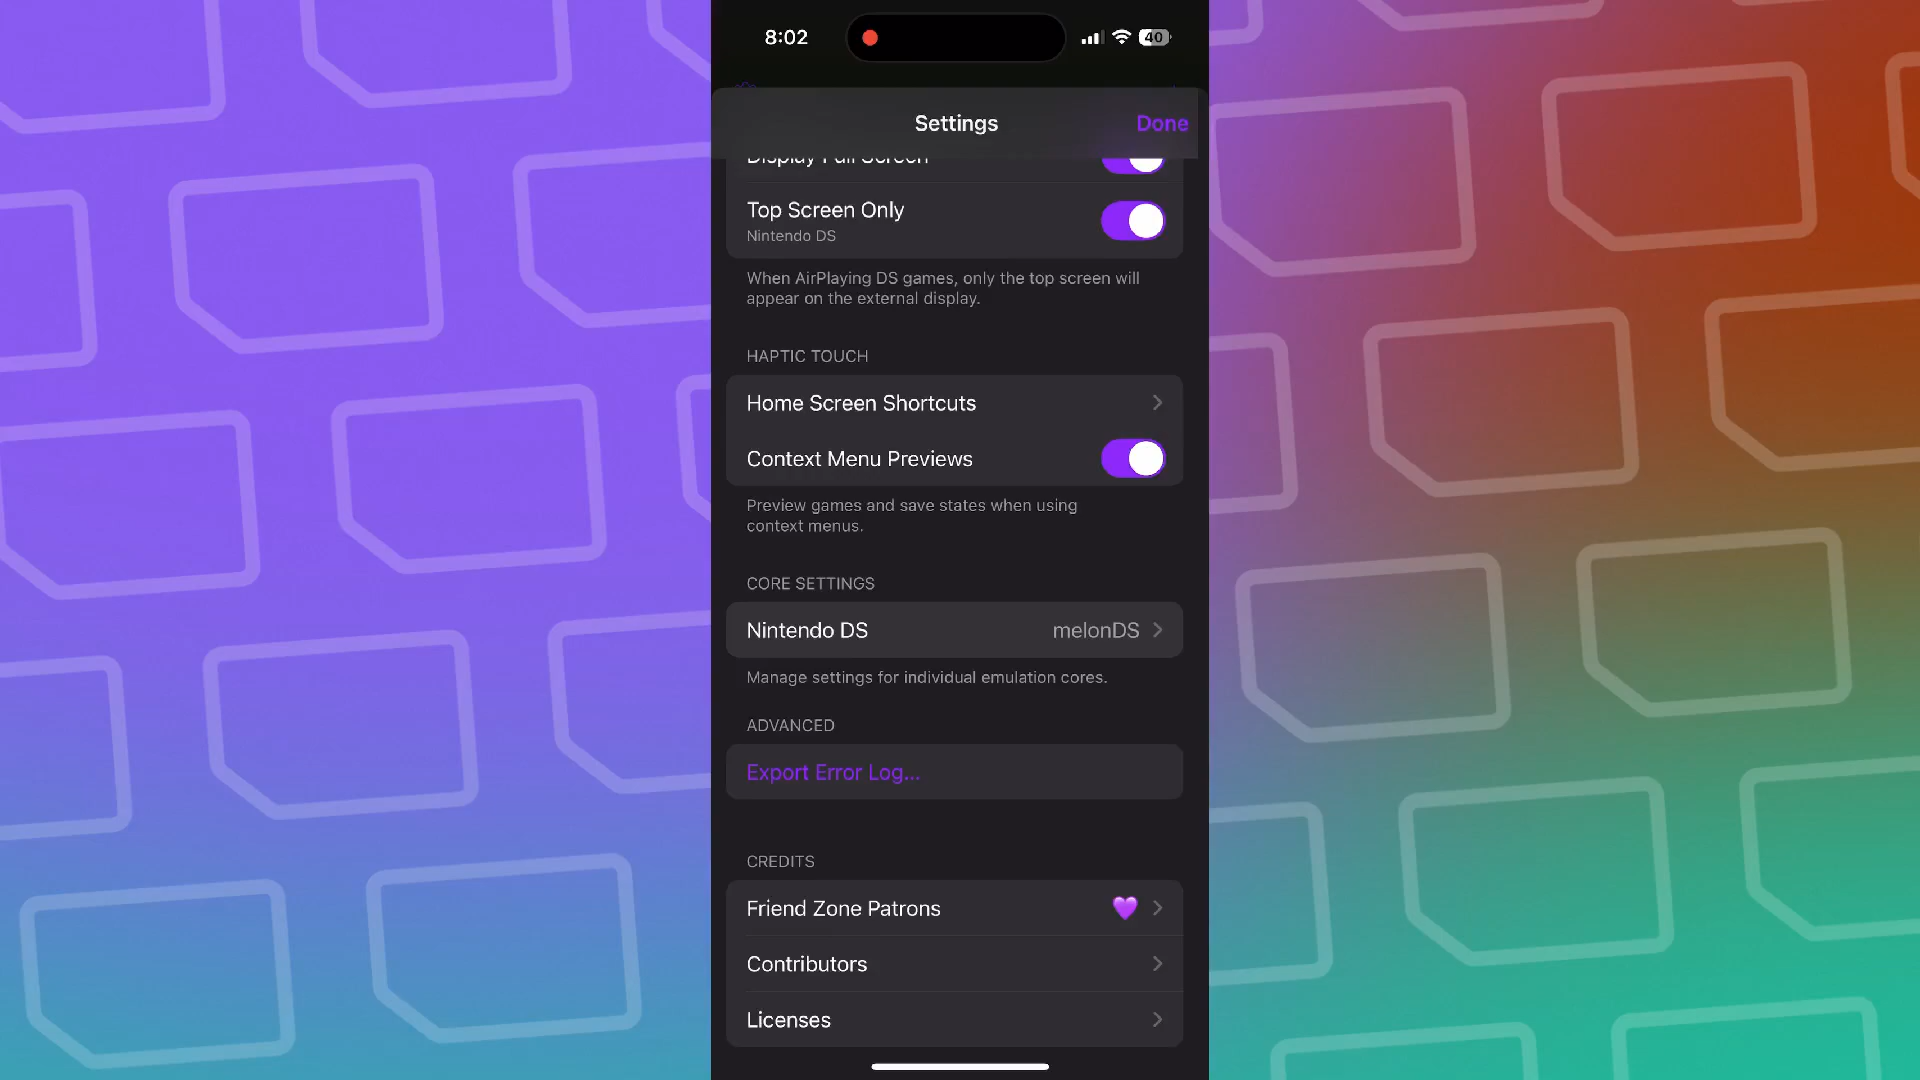 8:02
40
Settings
Done
Display Full Screen
Top Screen Only
Nintendo DS
When AirPlaying DS games, only the top screen will
appear on the external display.
HAPTIC TOUCH
Home Screen Shortcuts
Context Menu Previews
Preview games and save states when using
context menus.
CORE SETTINGS
Nintendo DS
melonDS
Manage settings for individual emulation cores.
ADVANCED
Export Error Log...
CREDITS
Friend Zone Patrons
Contributors
Licenses